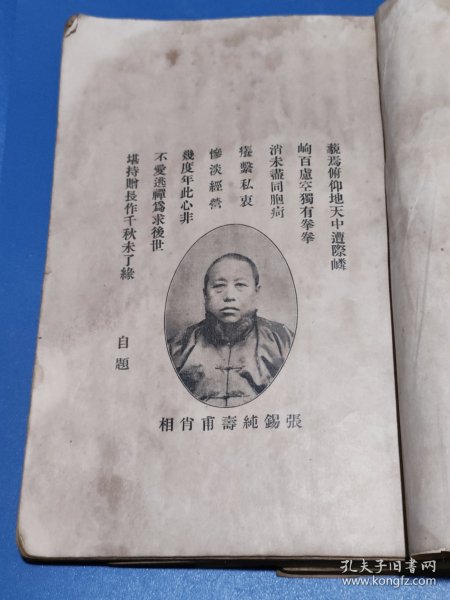 藐焉俯仰地天中遭際嶙
峋百慮空獨有拳拳
消未盡同胞疴
癢繫私衷
慘淡經營
幾度年此心非
不愛逃禪為求後世
堪持贈長作千秋未了緣
自題
相肖甫壽純錫張
孔夫子旧书网
www.kongfz.com